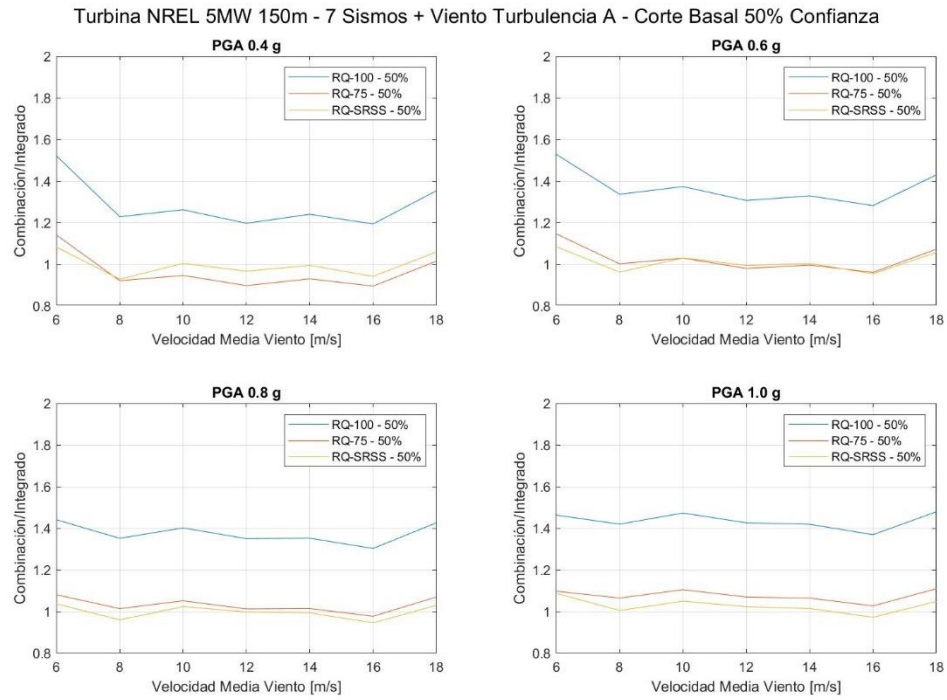 Turbina NREL 5MW 150m - 7 Sismos + Viento Turbulencia A - Corte Basal 50% Confianza
PGA 0.4 g
2
1.8
1.6
1.4
1.2
1
0.8
Combinación/Integrado
RQ-100 - 50%
RQ-75 - 50%
RQ-SRSS - 50%
6 8 10 12 14 16 18
Velocidad Media Viento [m/s]
PGA 0.6 g
2
1.8
1.6
1.4
1.2
1
0.8
Combinación/Integrado
RQ-100 - 50%
RQ-75 - 50%
RQ-SRSS - 50%
6 8 10 12 14 16 18
Velocidad Media Viento [m/s]
PGA 0.8 g
2
1.8
1.6
1.4
1.2
1
0.8
Combinación/Integrado
RQ-100 - 50%
RQ-75 - 50%
RQ-SRSS - 50%
6 8 10 12 14 16 18
Velocidad Media Viento [m/s]
PGA 1.0 g
2
1.8
1.6
1.4
1.2
1
0.8
Combinación/Integrado
RQ-100 - 50%
RQ-75 - 50%
RQ-SRSS - 50%
6 8 10 12 14 16 18
Velocidad Media Viento [m/s]